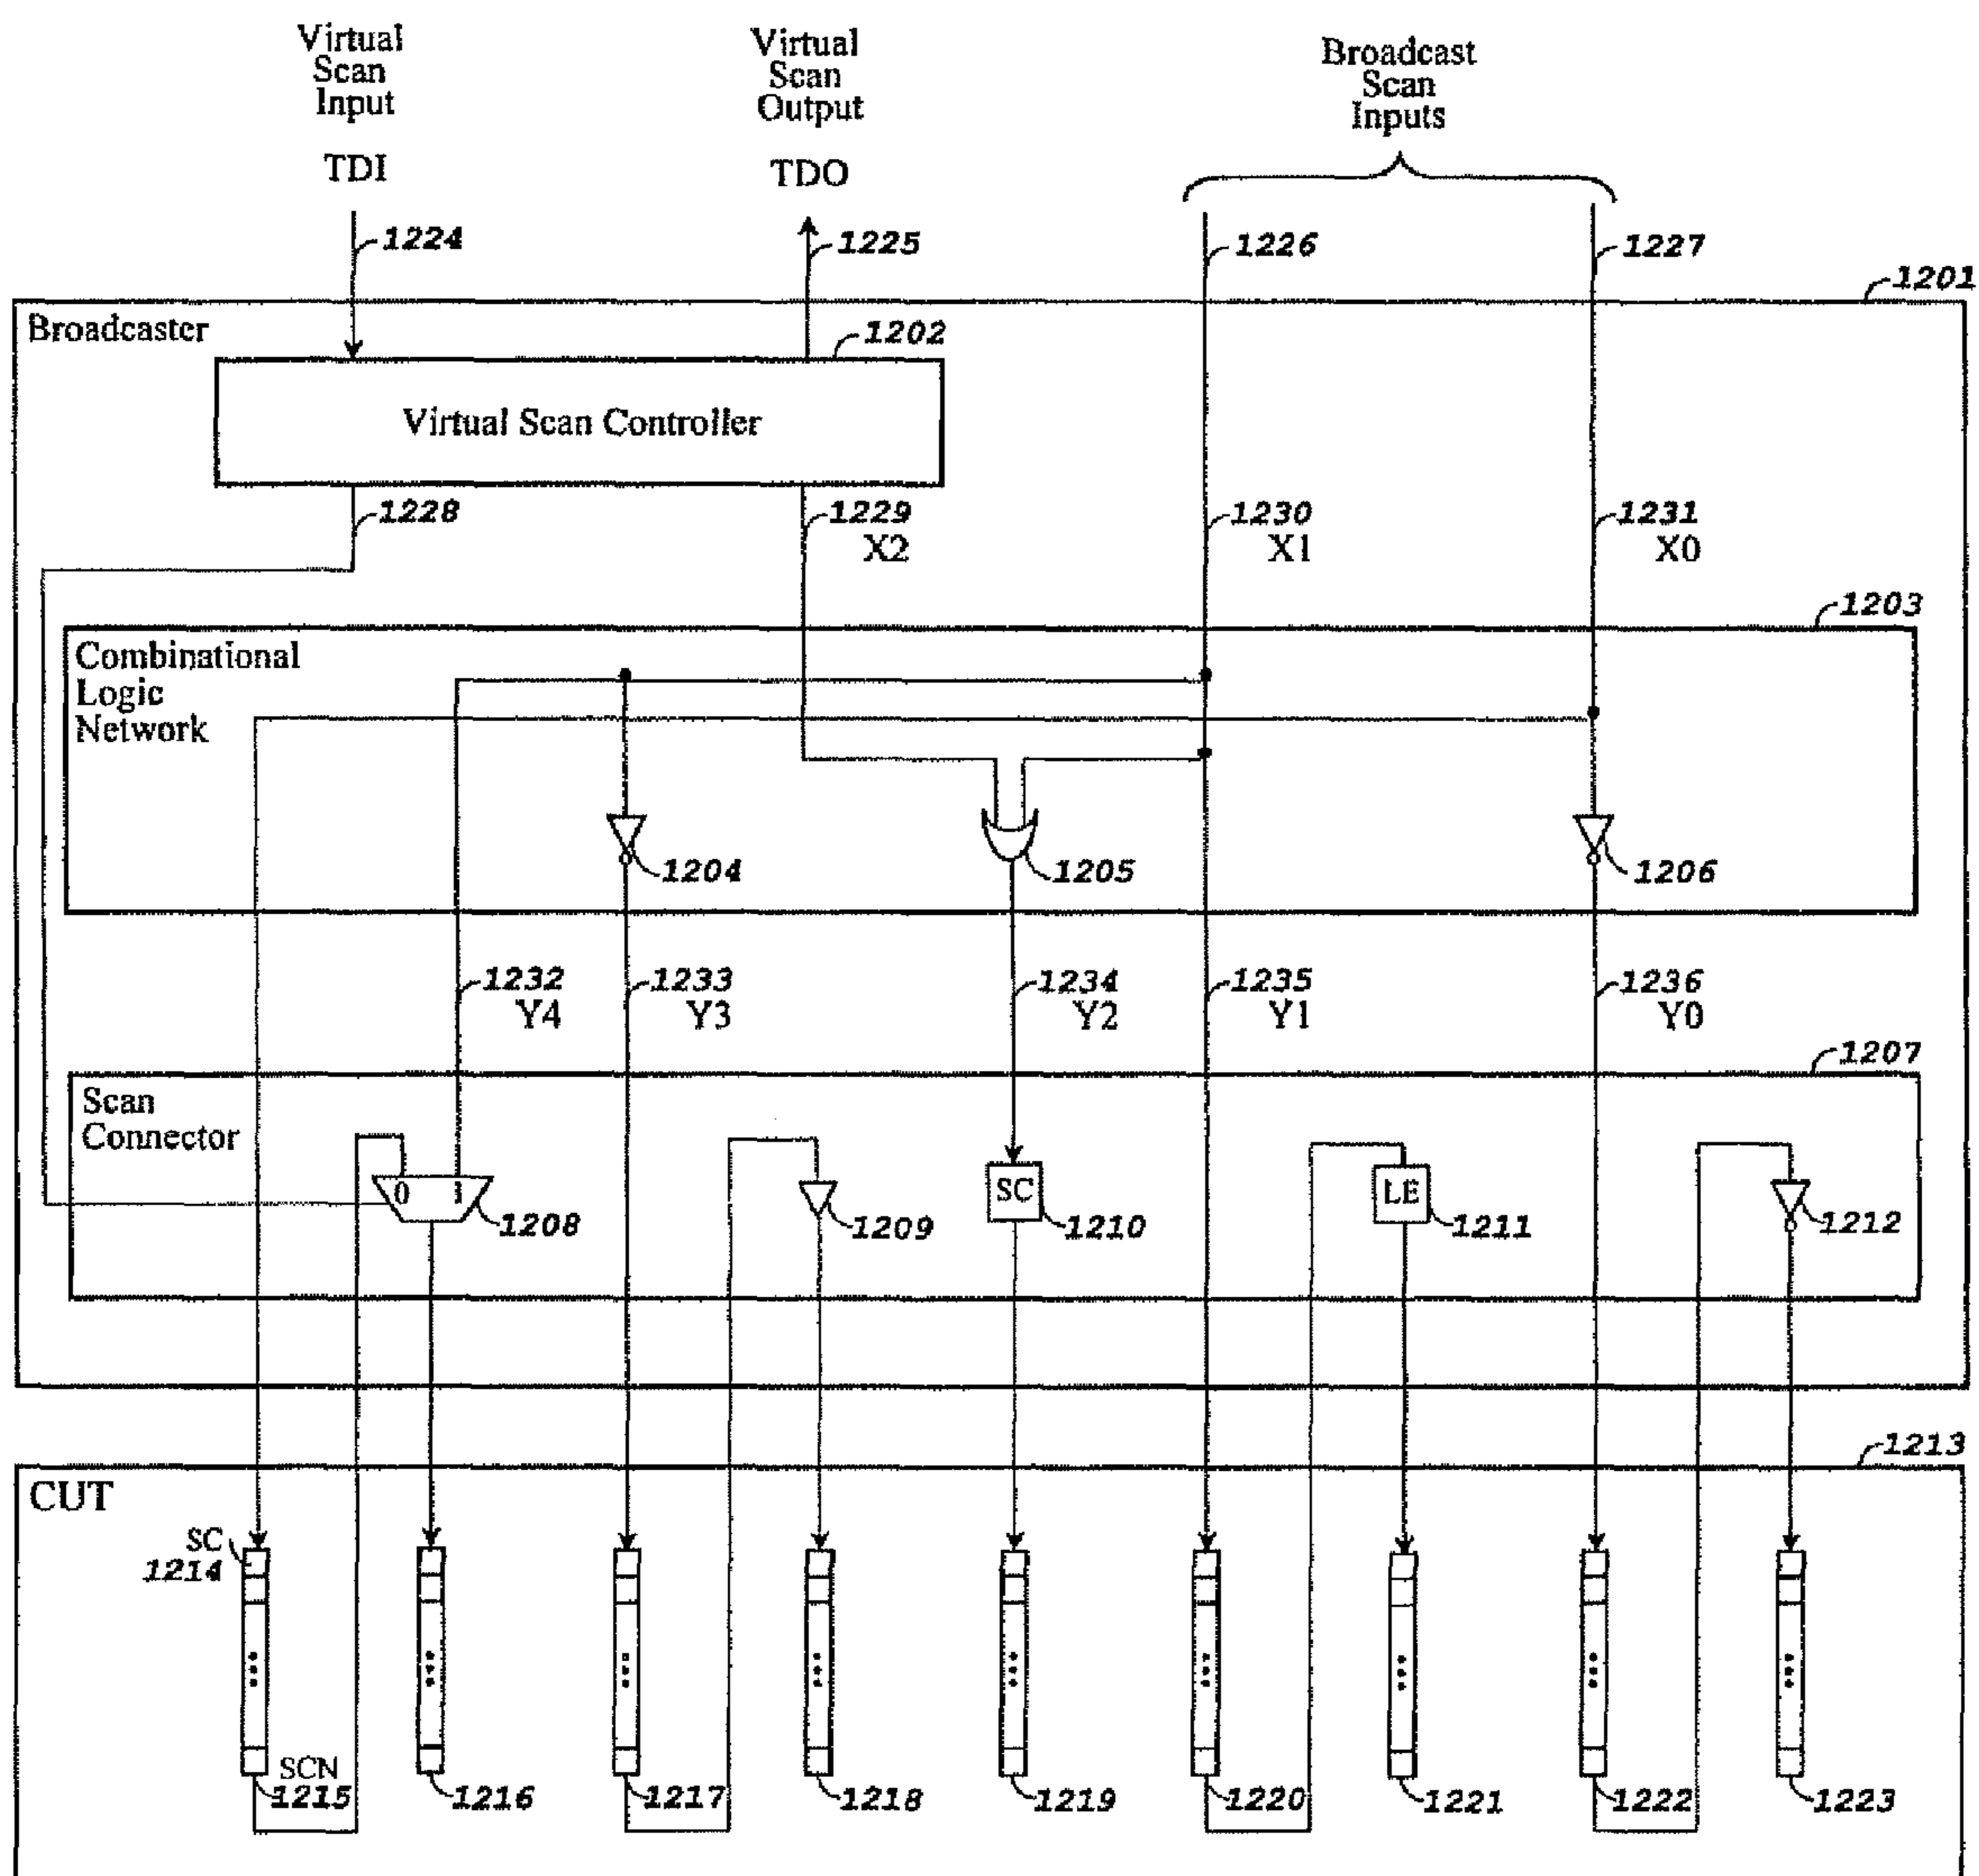 Virtual
Scan
Input
TDI
Virtual
Scan
Output
TDO
Broadcast
Scan
Inputs
1224
1225
1226
1227
1201
Broadcaster
1202
Virtual Scan Controller
1228
1229
X2
1230
X1
1231
X0
1203
Combinational
Logic
Network
1204
1205
1206
1232
Y4
1233
Y3
1234
Y2
1235
Y1
1236
Y0
1207
Scan
Connector
0
1
1208
1209
SC
1210
LE
1211
1212
1213
CUT
SC
1214
SCN
1215
1216
1217
1218
1219
1220
1221
1222
1223